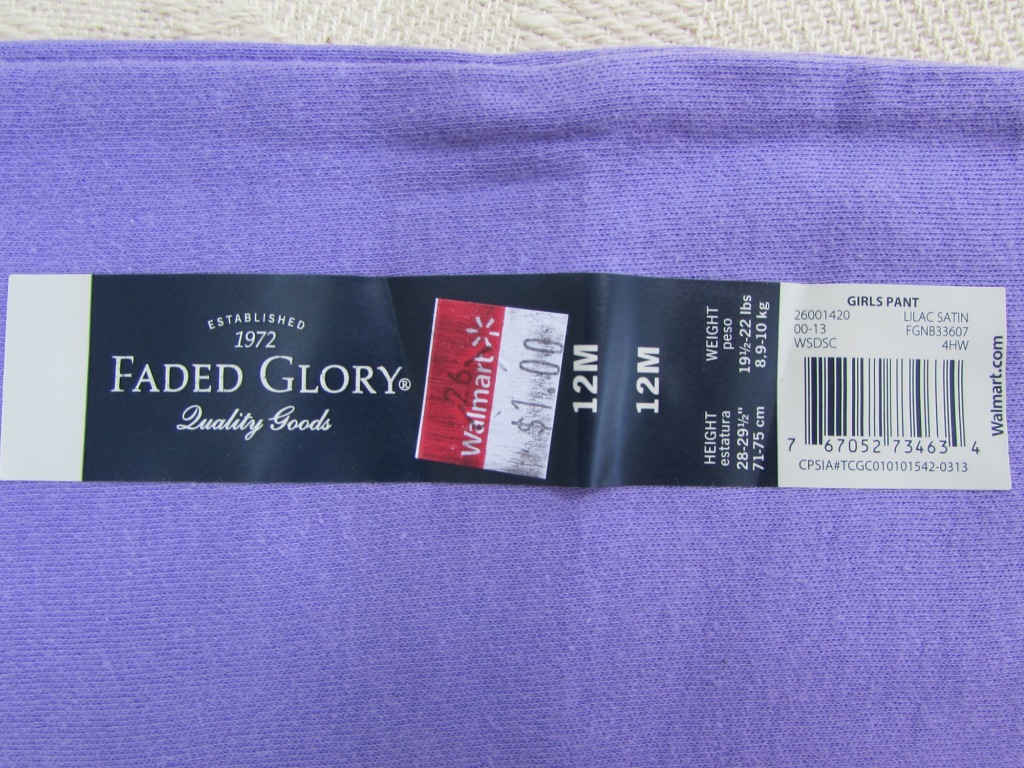 ESTABLISHED
1972
FADED GLORY®
Quality Goods
26
Walmart
$1.00
12M
12M
WEIGHT
peso
19½-22 lbs
8.9-10 kg
HEIGHT
estatura
28-29½"
71-75 cm
GIRLS PANT
26001420 LILAC SATIN
00-13 FGNB33607
WSDSC 4HW
7 67052 73463 4
CPSIA#TCGC010101542-0313
Walmart.com